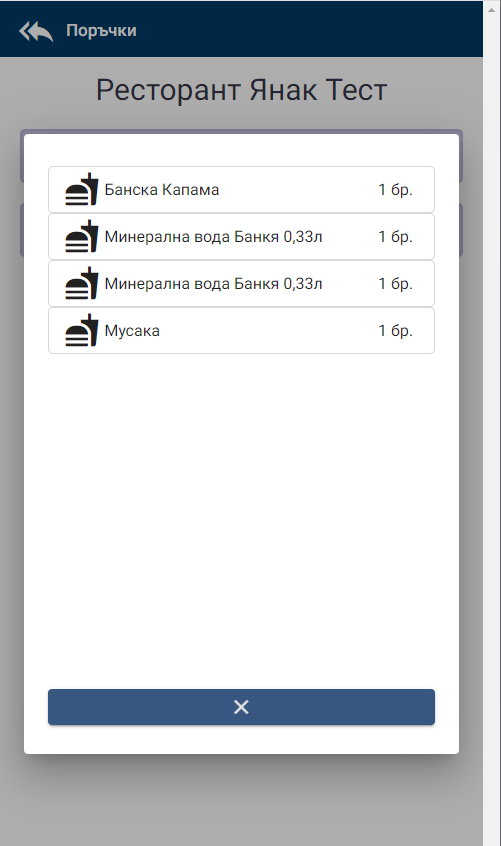 Поръчки
Ресторант Янак Тест
Банска Капама 1 бр.
Минерална вода Банкя 0,33л 1 бр.
Минерална вода Банкя 0,33л 1 бр.
Мусака 1 бр.